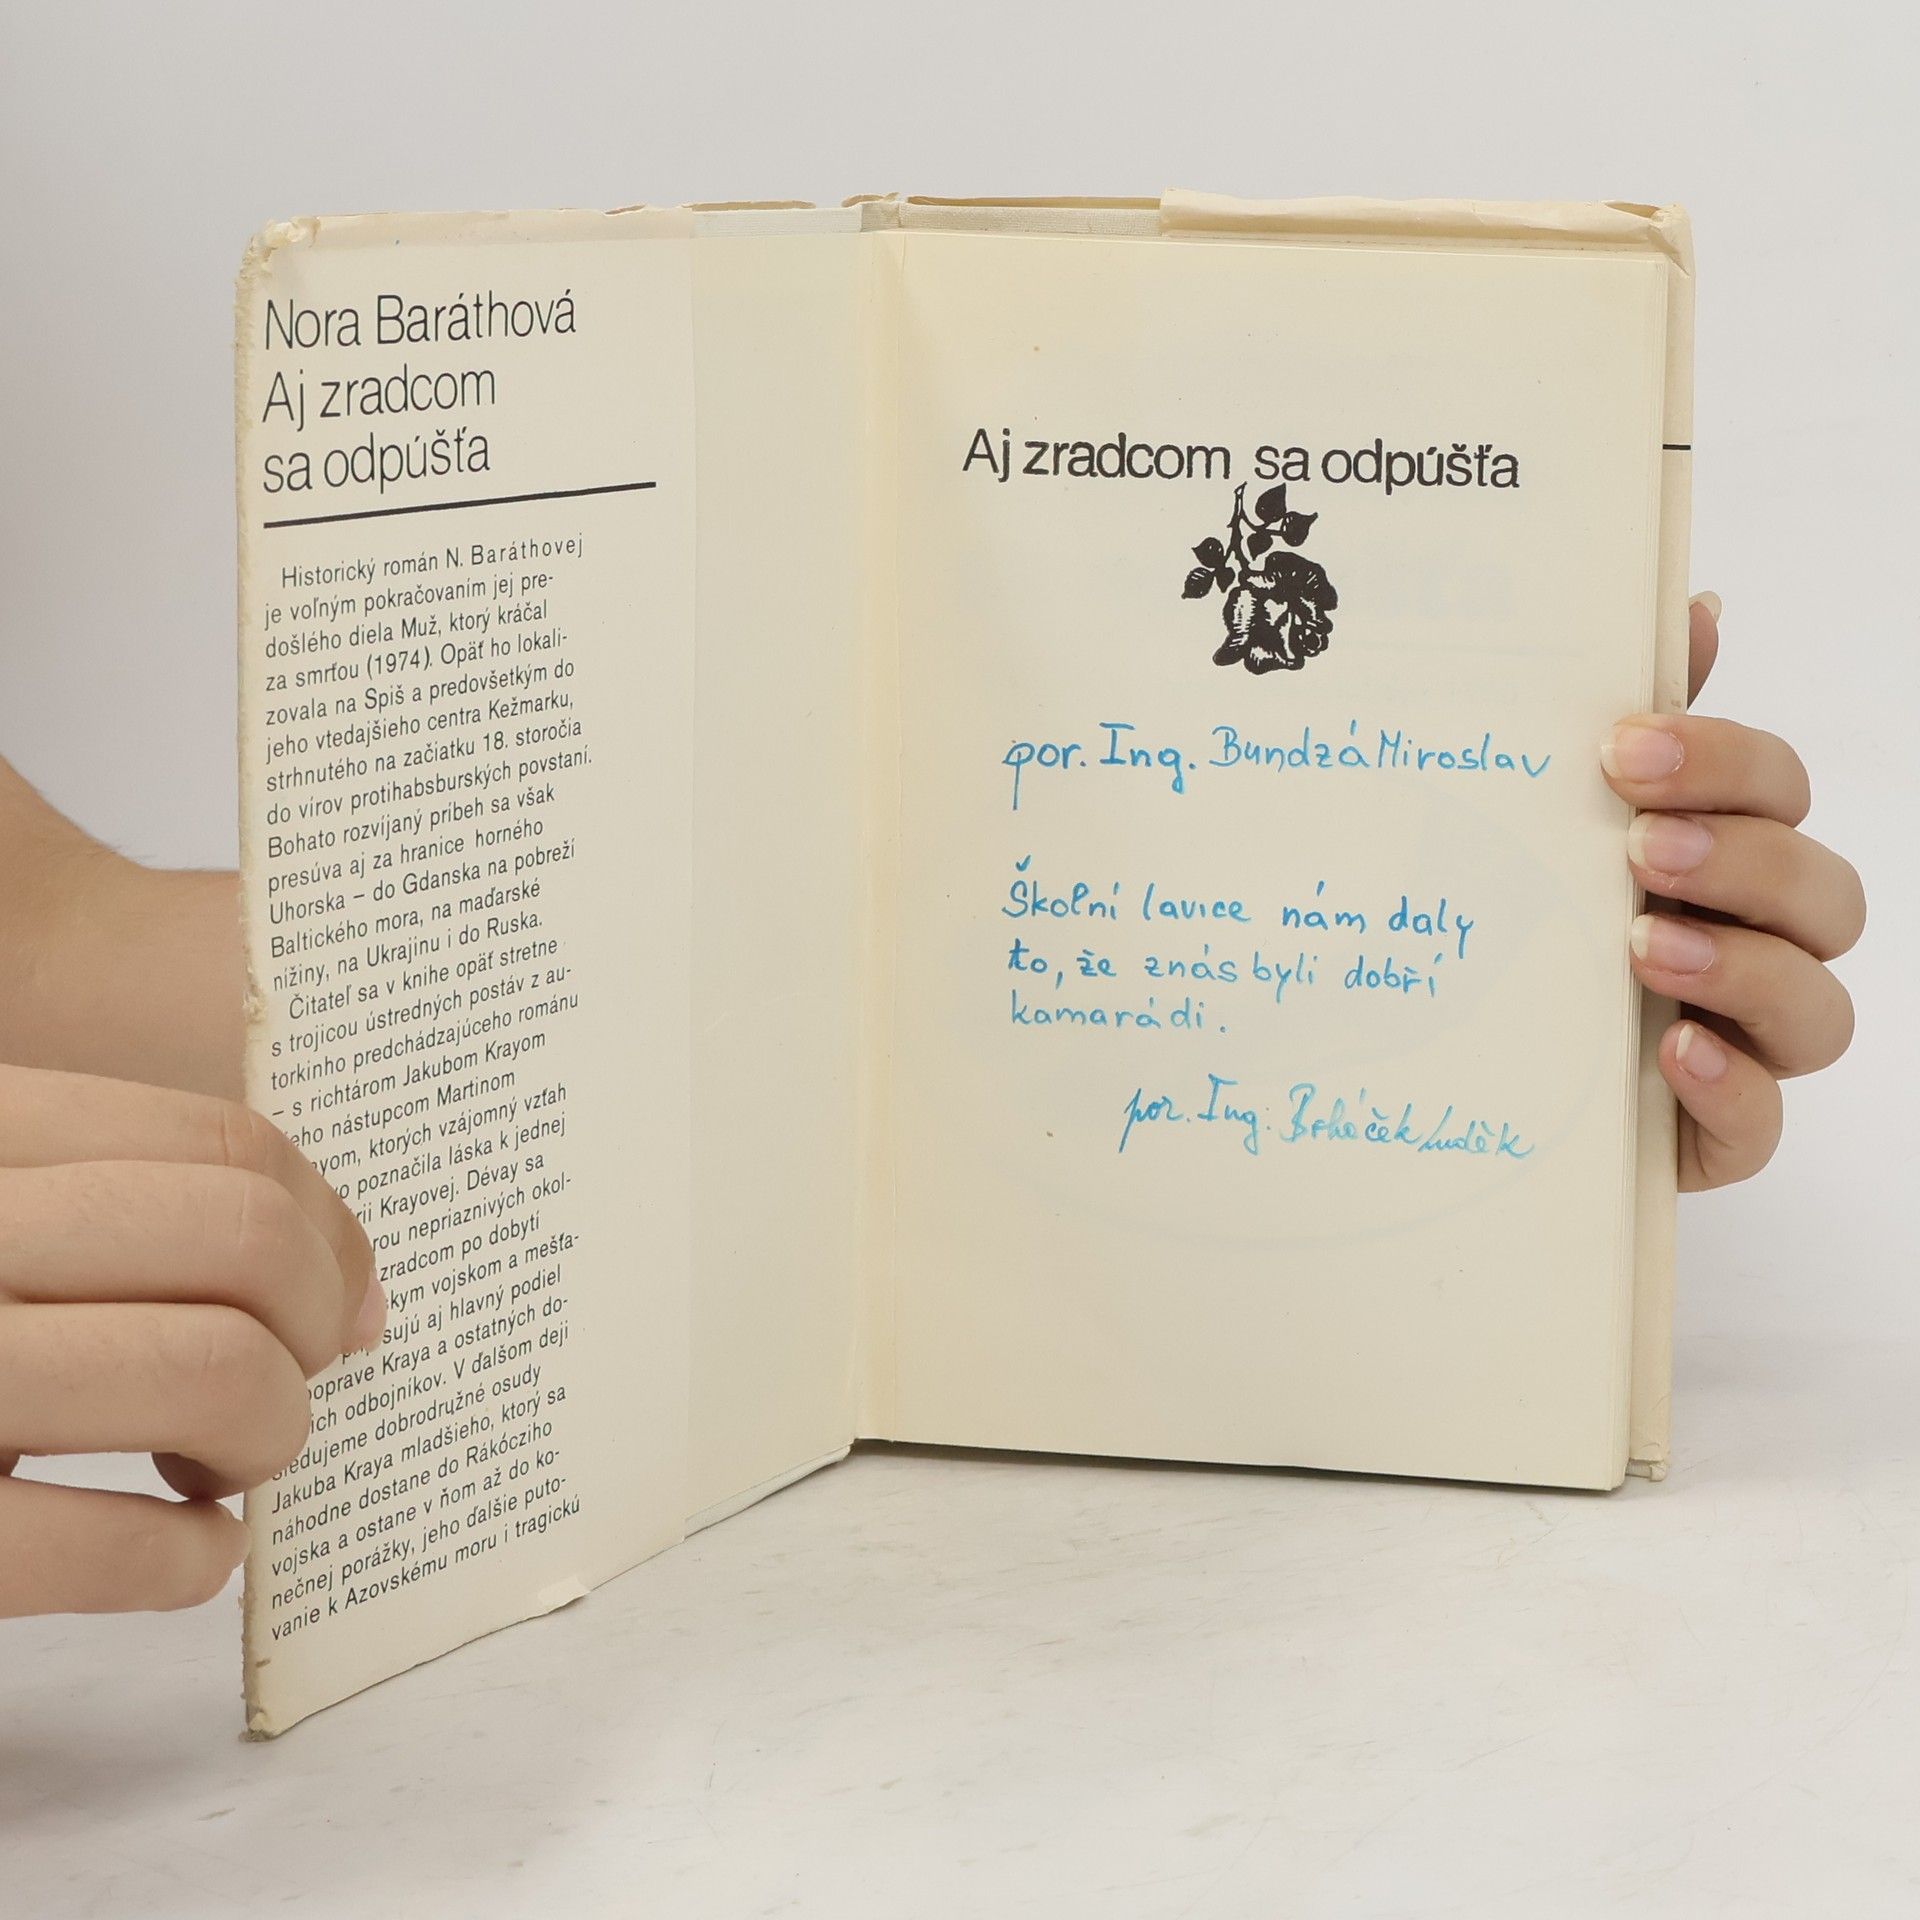 Nora Baráthová
Aj zradcom
sa odpúšťa
Historický román N. Baráthovej
je voľným pokračovaním jej pre-
došlého diela Muž, ktorý kráčal
za smrťou (1974). Opäť ho lokali-
zovala na Spiš a predovšetkým do
jeho vtedajšieho centra Kežmarku,
strhnutého na začiatku 18. storočia
do vírov protihabsburských povstaní.
Bohato rozvíjaný príbeh sa však
presúva aj za hranice horného
Uhorska – do Gdanska na pobreží
Baltického mora, na maďarské
nížiny, na Ukrajinu i do Ruska.
Čitateľ sa v knihe opäť stretne
s trojicou ústredných postáv z au-
torkinho predchádzajúceho románu
– s richtárom Jakubom Krayom
jeho nástupcom Martinom
ktorých vzájomný vzťah
poznačila láska k jednej
Krayovej. Dévay sa
nepriaznivých okol-
zradcom po dobytí
vojskom a mešťa-
aj hlavný podiel
poprave Kraya a ostatných do-
odbojníkov. V ďalšom deji
sledujeme dobrodružné osudy
Jakuba Kraya mladšieho, ktorý sa
náhodne dostane do Rákócziho
vojska a ostane v ňom až do ko-
nečnej porážky, jeho ďalšie puto-
vanie k Azovskému moru i tragickú
Aj zradcom sa odpúšťa
por. Ing. Bundzá Miroslav
Školní lavice nám daly
to, že znás byli dobří
kamarádi.
por. Ing. Luděk